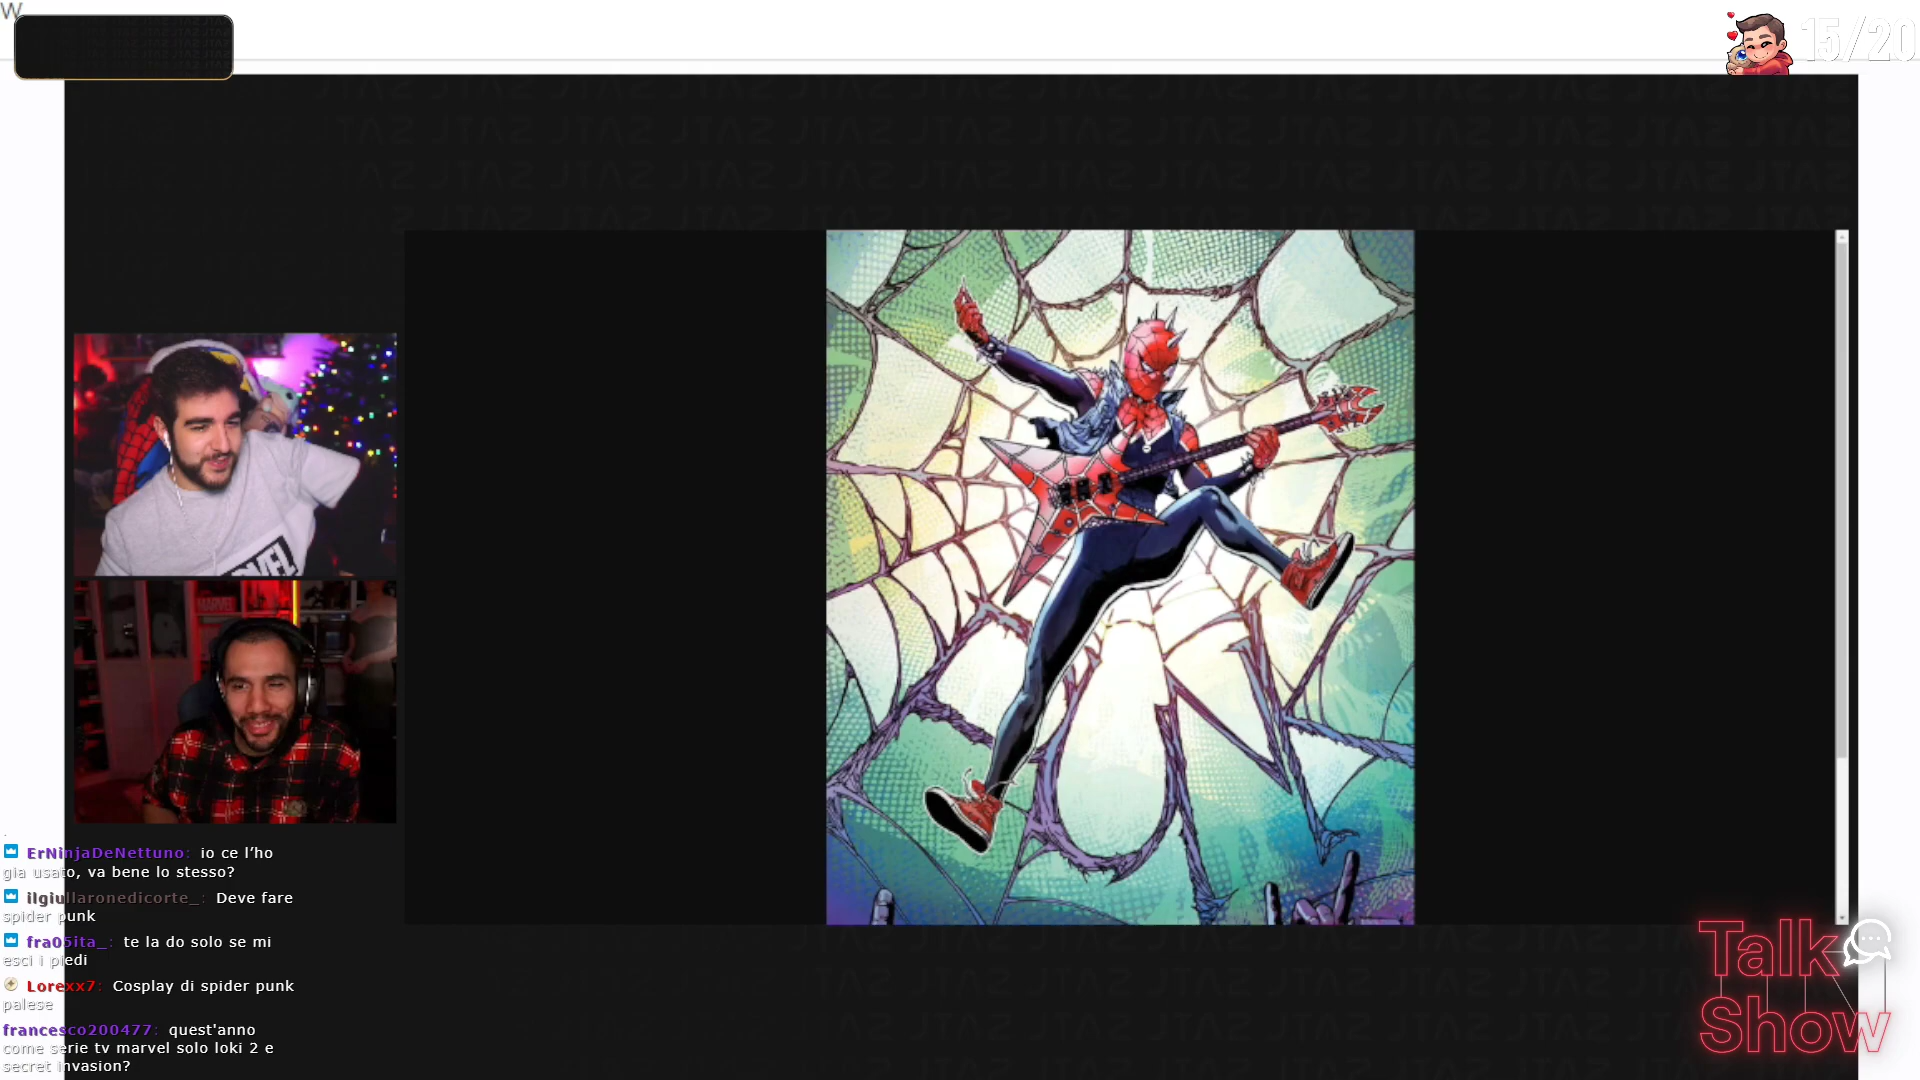 W
15/20
MARVEL
ErNinjaDeNettuno: io ce l’ho
gia usato, va bene lo stesso?
ilgiullaronedicorte_: Deve fare
spider punk
fra05ita_: te la do solo se mi
esci i piedi
Lorexx7: Cosplay di spider punk
palese
francesco200477: quest'anno
come serie tv marvel solo loki 2 e
secret invasion?
Talk
Show